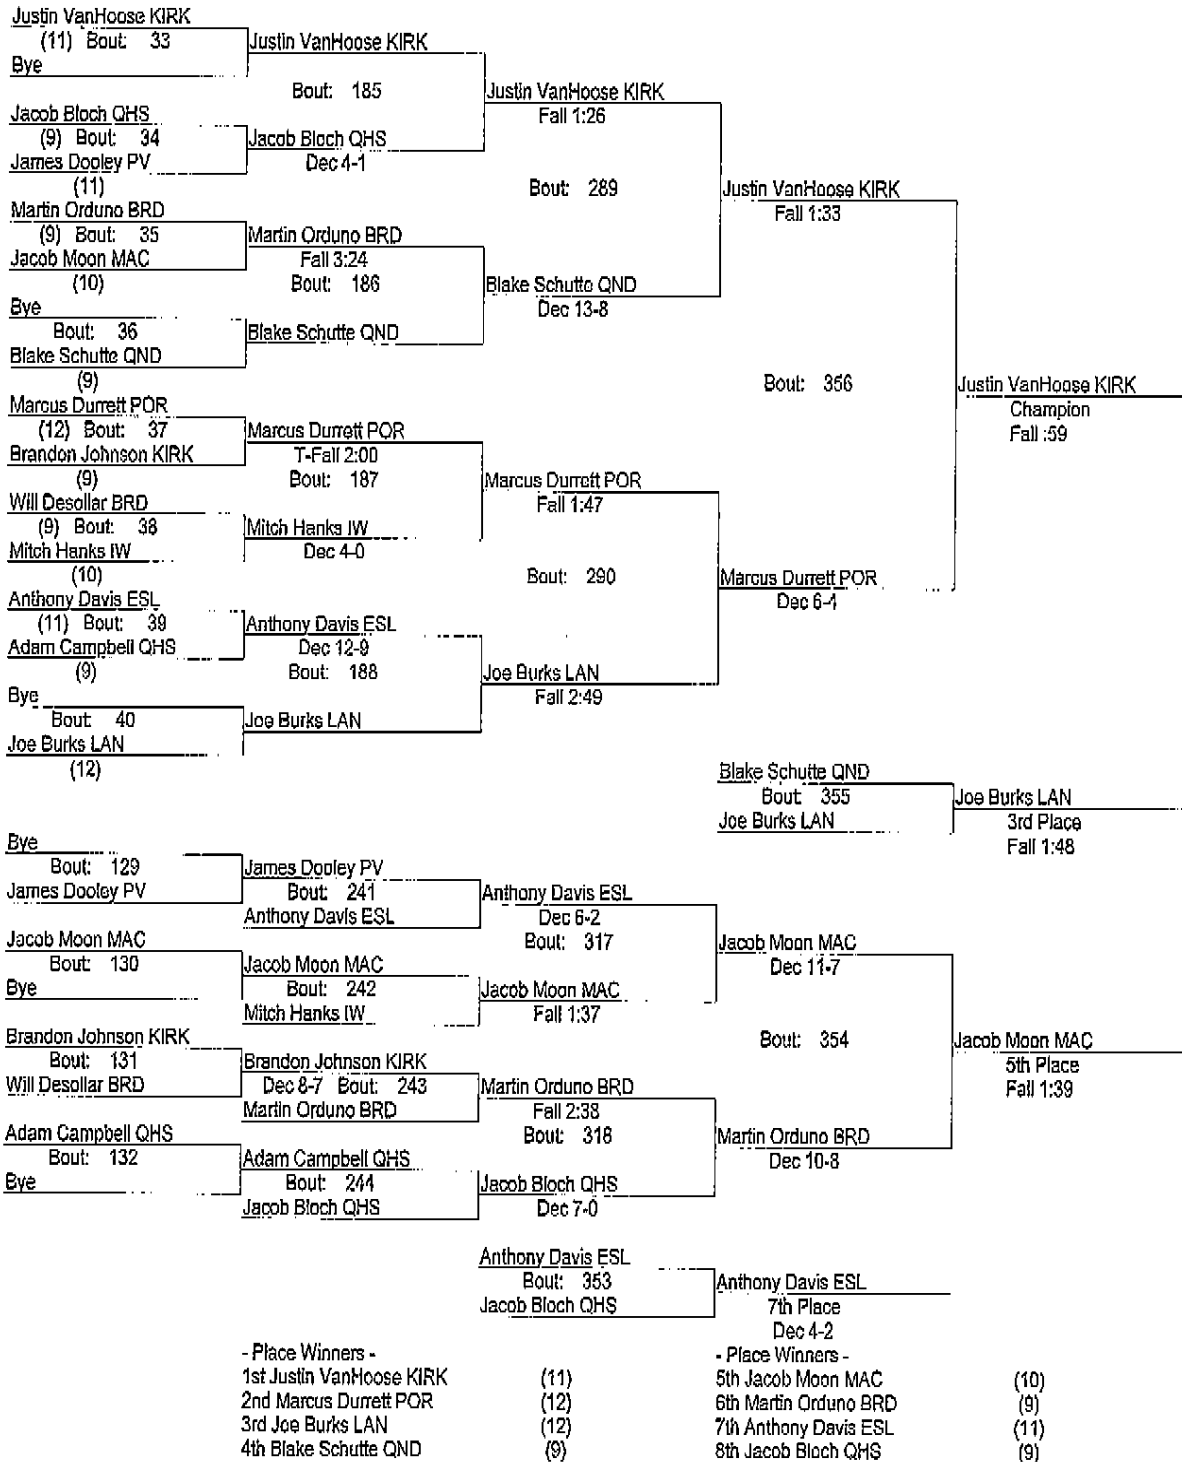 Justin VanHoose KIRK
(11) Bout: 33
Bye
Justin VanHoose KIRK
Bout: 185
Jacob Bloch QHS
(9) Bout: 34
James Dooley PV
(11)
Jacob Bloch QHS
Dec 4-1
Justin VanHoose KIRK
Fall 1:26
Bout: 289
Martin Orduno BRD
(9) Bout: 35
Jacob Moon MAC
(10)
Martin Orduno BRD
Fall 3:24
Bout: 186
Bye
Bout: 36
Blake Schutte QND
(9)
Blake Schutte QND
Blake Schutte QND
Dec 13-8
Justin VanHoose KIRK
Fall 1:33
Bout: 356
Marcus Durrett POR
(12) Bout: 37
Brandon Johnson KIRK
(9)
Marcus Durrett POR
T-Fall 2:00
Bout: 187
Will Desollar BRD
(9) Bout: 38
Mitch Hanks IW
(10)
Mitch Hanks IW
Dec 4-0
Marcus Durrett POR
Fall 1:47
Bout: 290
Anthony Davis ESL
(11) Bout: 39
Adam Campbell QHS
(9)
Anthony Davis ESL
Dec 12-9
Bout: 188
Bye
Bout: 40
Joe Burks LAN
(12)
Joe Burks LAN
Joe Burks LAN
Fall 2:49
Marcus Durrett POR
Dec 6-4
Justin VanHoose KIRK
Champion
Fall :59
Blake Schutte QND
Bout: 355
Joe Burks LAN
Joe Burks LAN
3rd Place
Fall 1:48
Bye
Bout: 129
James Dooley PV
James Dooley PV
Bout: 241
Anthony Davis ESL
Anthony Davis ESL
Dec 6-2
Bout: 317
Jacob Moon MAC
Bout: 130
Bye
Jacob Moon MAC
Bout: 242
Mitch Hanks IW
Jacob Moon MAC
Fall 1:37
Jacob Moon MAC
Dec 11-7
Bout: 354
Brandon Johnson KIRK
Bout: 131
Will Desollar BRD
Brandon Johnson KIRK
Dec 8-7 Bout: 243
Martin Orduno BRD
Martin Orduno BRD
Fall 2:38
Bout: 318
Adam Campbell QHS
Bout: 132
Bye
Adam Campbell QHS
Bout: 244
Jacob Bloch QHS
Jacob Bloch QHS
Dec 7-0
Martin Orduno BRD
Dec 10-8
Jacob Moon MAC
5th Place
Fall 1:39
Anthony Davis ESL
Bout: 353
Jacob Bloch QHS
Anthony Davis ESL
7th Place
Dec 4-2
- Place Winners -
1st Justin VanHoose KIRK (11)
2nd Marcus Durrett POR (12)
3rd Joe Burks LAN (12)
4th Blake Schutte QND (9)
- Place Winners -
5th Jacob Moon MAC (10)
6th Martin Orduno BRD (9)
7th Anthony Davis ESL (11)
8th Jacob Bloch QHS (9)